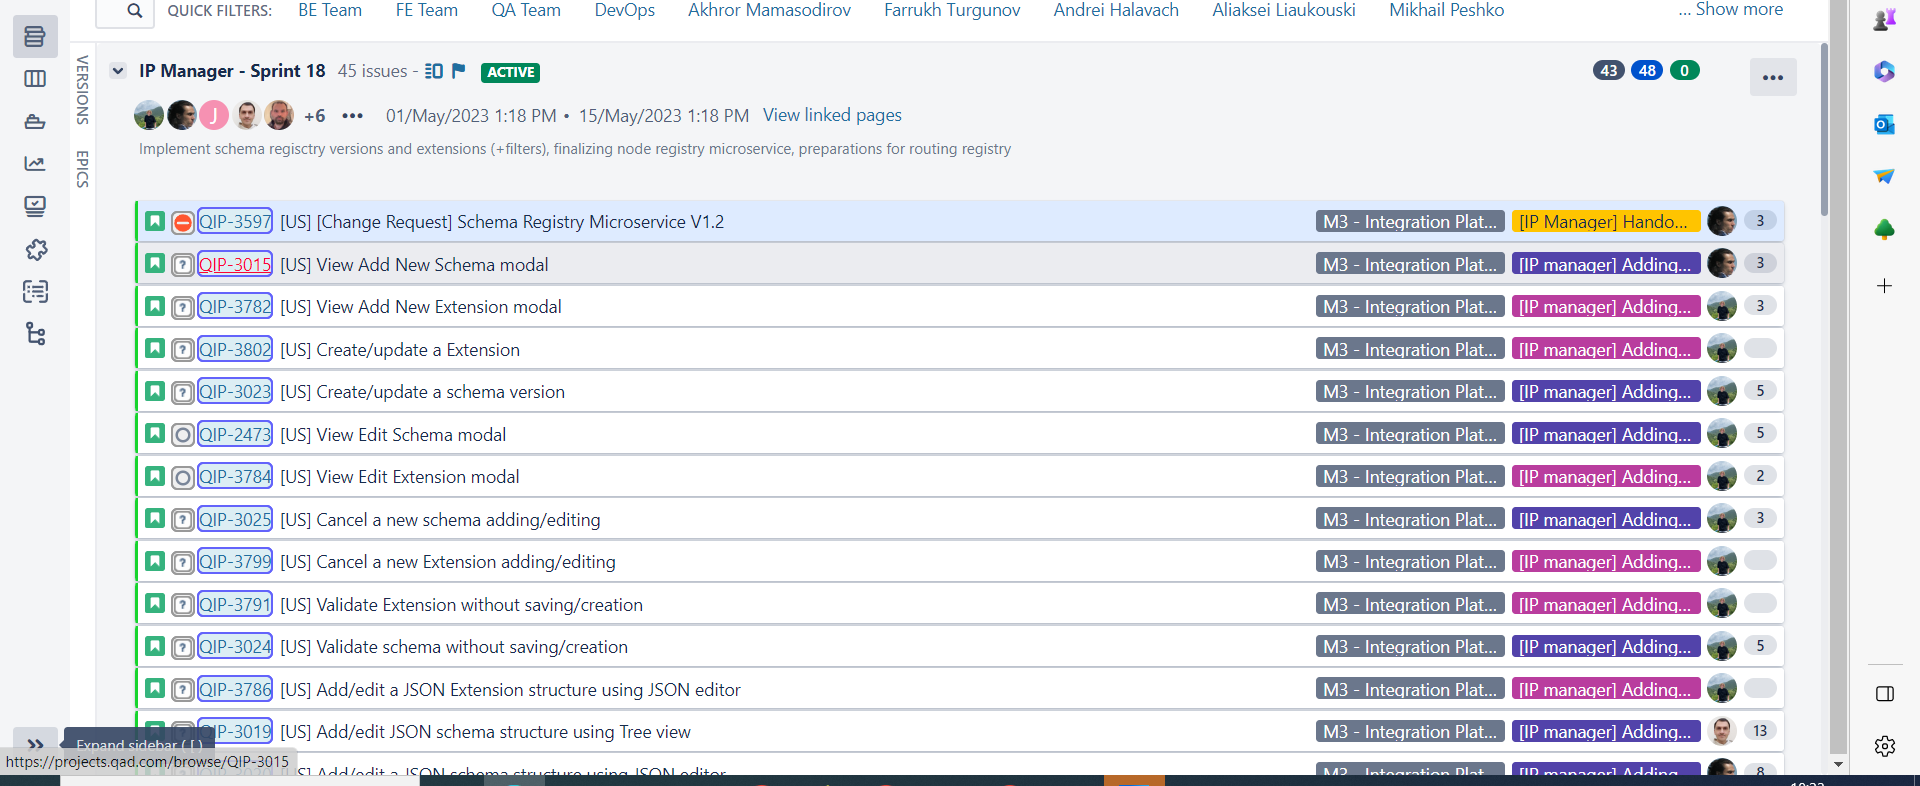 QUICK FILTERS: BE Team FE Team QA Team DevOps Akhror Mamasodirov Farrukh Turgunov Andrei Halavach Aliaksei Liaukouski Mikhail Peshko ... Show more
VERSIONS
EPICS
IP Manager - Sprint 18 45 issues - ACTIVE 43 48 0
J +6 ••• 01/May/2023 1:18 PM • 15/May/2023 1:18 PM View linked pages
Implement schema regisctry versions and extensions (+filters), finalizing node registry microservice, preparations for routing registry
QIP-3597 [US] [Change Request] Schema Registry Microservice V1.2 M3 - Integration Plat... [IP Manager] Hando... 3
QIP-3015 [US] View Add New Schema modal M3 - Integration Plat... [IP manager] Adding... 3
QIP-3782 [US] View Add New Extension modal M3 - Integration Plat... [IP manager] Adding... 3
QIP-3802 [US] Create/update a Extension M3 - Integration Plat... [IP manager] Adding...
QIP-3023 [US] Create/update a schema version M3 - Integration Plat... [IP manager] Adding... 5
QIP-2473 [US] View Edit Schema modal M3 - Integration Plat... [IP manager] Adding... 5
QIP-3784 [US] View Edit Extension modal M3 - Integration Plat... [IP manager] Adding... 2
QIP-3025 [US] Cancel a new schema adding/editing M3 - Integration Plat... [IP manager] Adding... 3
QIP-3799 [US] Cancel a new Extension adding/editing M3 - Integration Plat... [IP manager] Adding...
QIP-3791 [US] Validate Extension without saving/creation M3 - Integration Plat... [IP manager] Adding...
QIP-3024 [US] Validate schema without saving/creation M3 - Integration Plat... [IP manager] Adding... 5
QIP-3786 [US] Add/edit a JSON Extension structure using JSON editor M3 - Integration Plat... [IP manager] Adding...
QIP-3019 [US] Add/edit JSON schema structure using Tree view M3 - Integration Plat... [IP manager] Adding... 13
Expand sidebar ( [ )
https://projects.qad.com/browse/QIP-3015
[US] Add/edit a JSON schema structure using JSON editor M3 - Integration Plat... [IP manager] Adding... 8